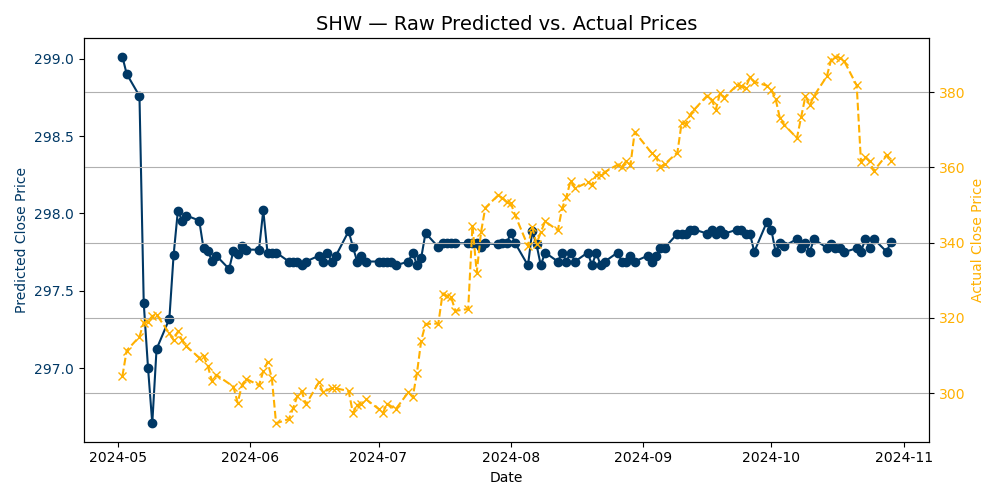 SHW — Raw Predicted vs. Actual Prices
Predicted Close Price
299.0
298.5
298.0
297.5
297.0
380
360
340
320
300
Actual Close Price
2024-05 2024-06 2024-07 2024-08 2024-09 2024-10 2024-11
Date